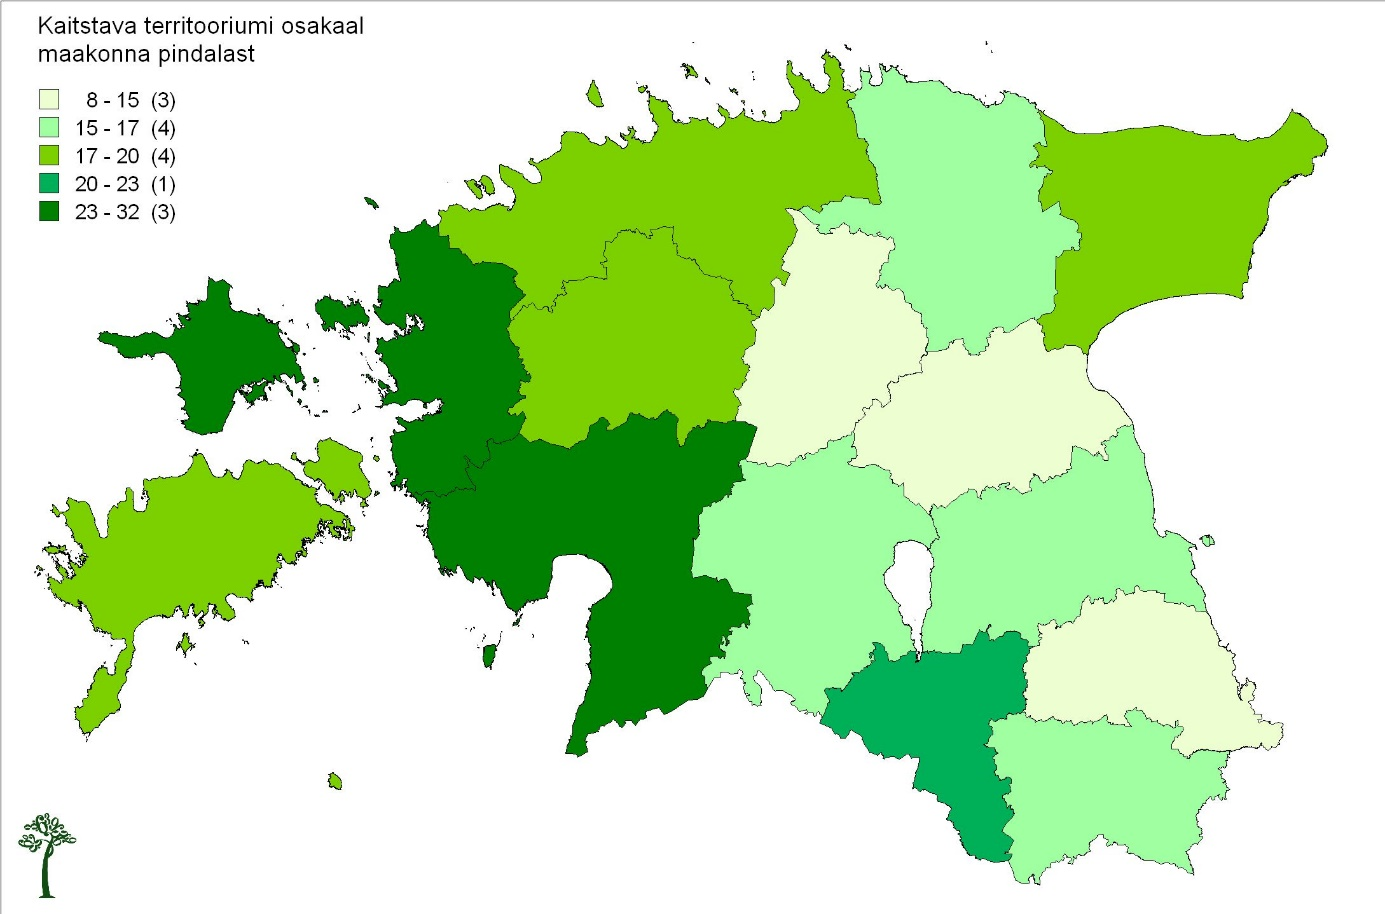 Kaitstava territooriumi osakaal
maakonna pindalast
8 - 15 (3)
15 - 17 (4)
17 - 20 (4)
20 - 23 (1)
23 - 32 (3)